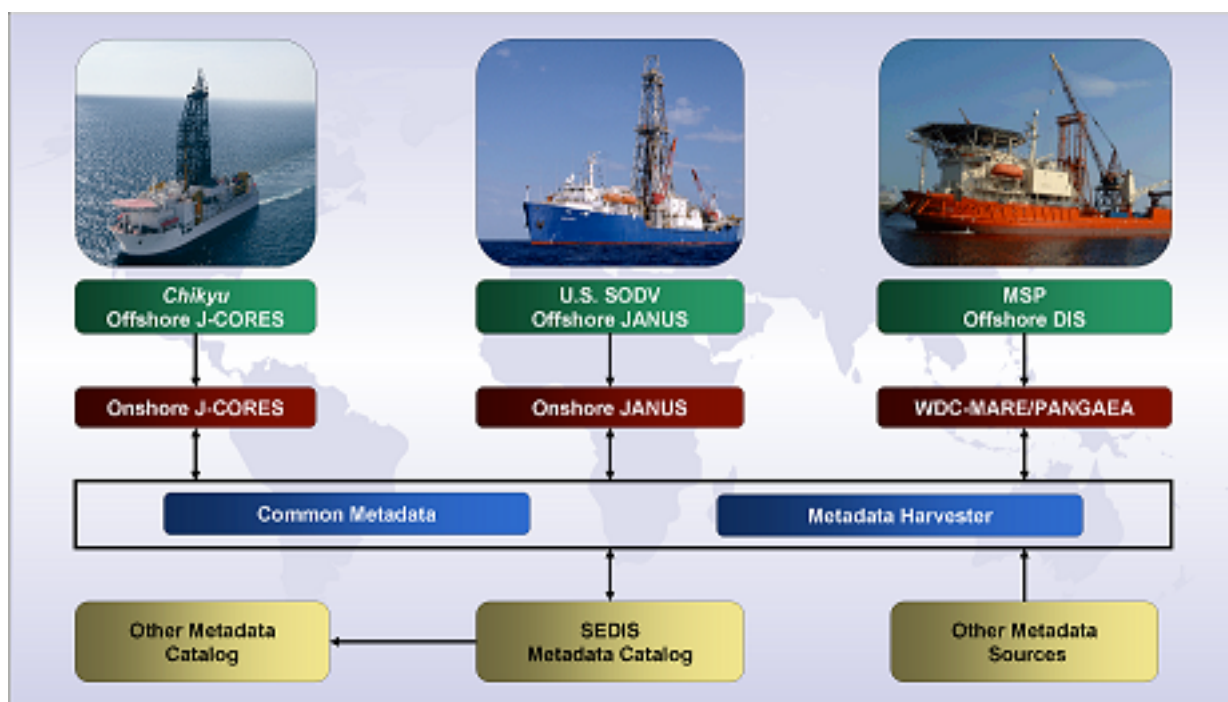 Chikyu
Offshore J-CORES
U.S. SODV
Offshore JANUS
MSP
Offshore DIS
Onshore J-CORES
Onshore JANUS
WDC-MARE/PANGAEA
Common Metadata
Metadata Harvester
Other Metadata
Catalog
SEDIS
Metadata Catalog
Other Metadata
Sources